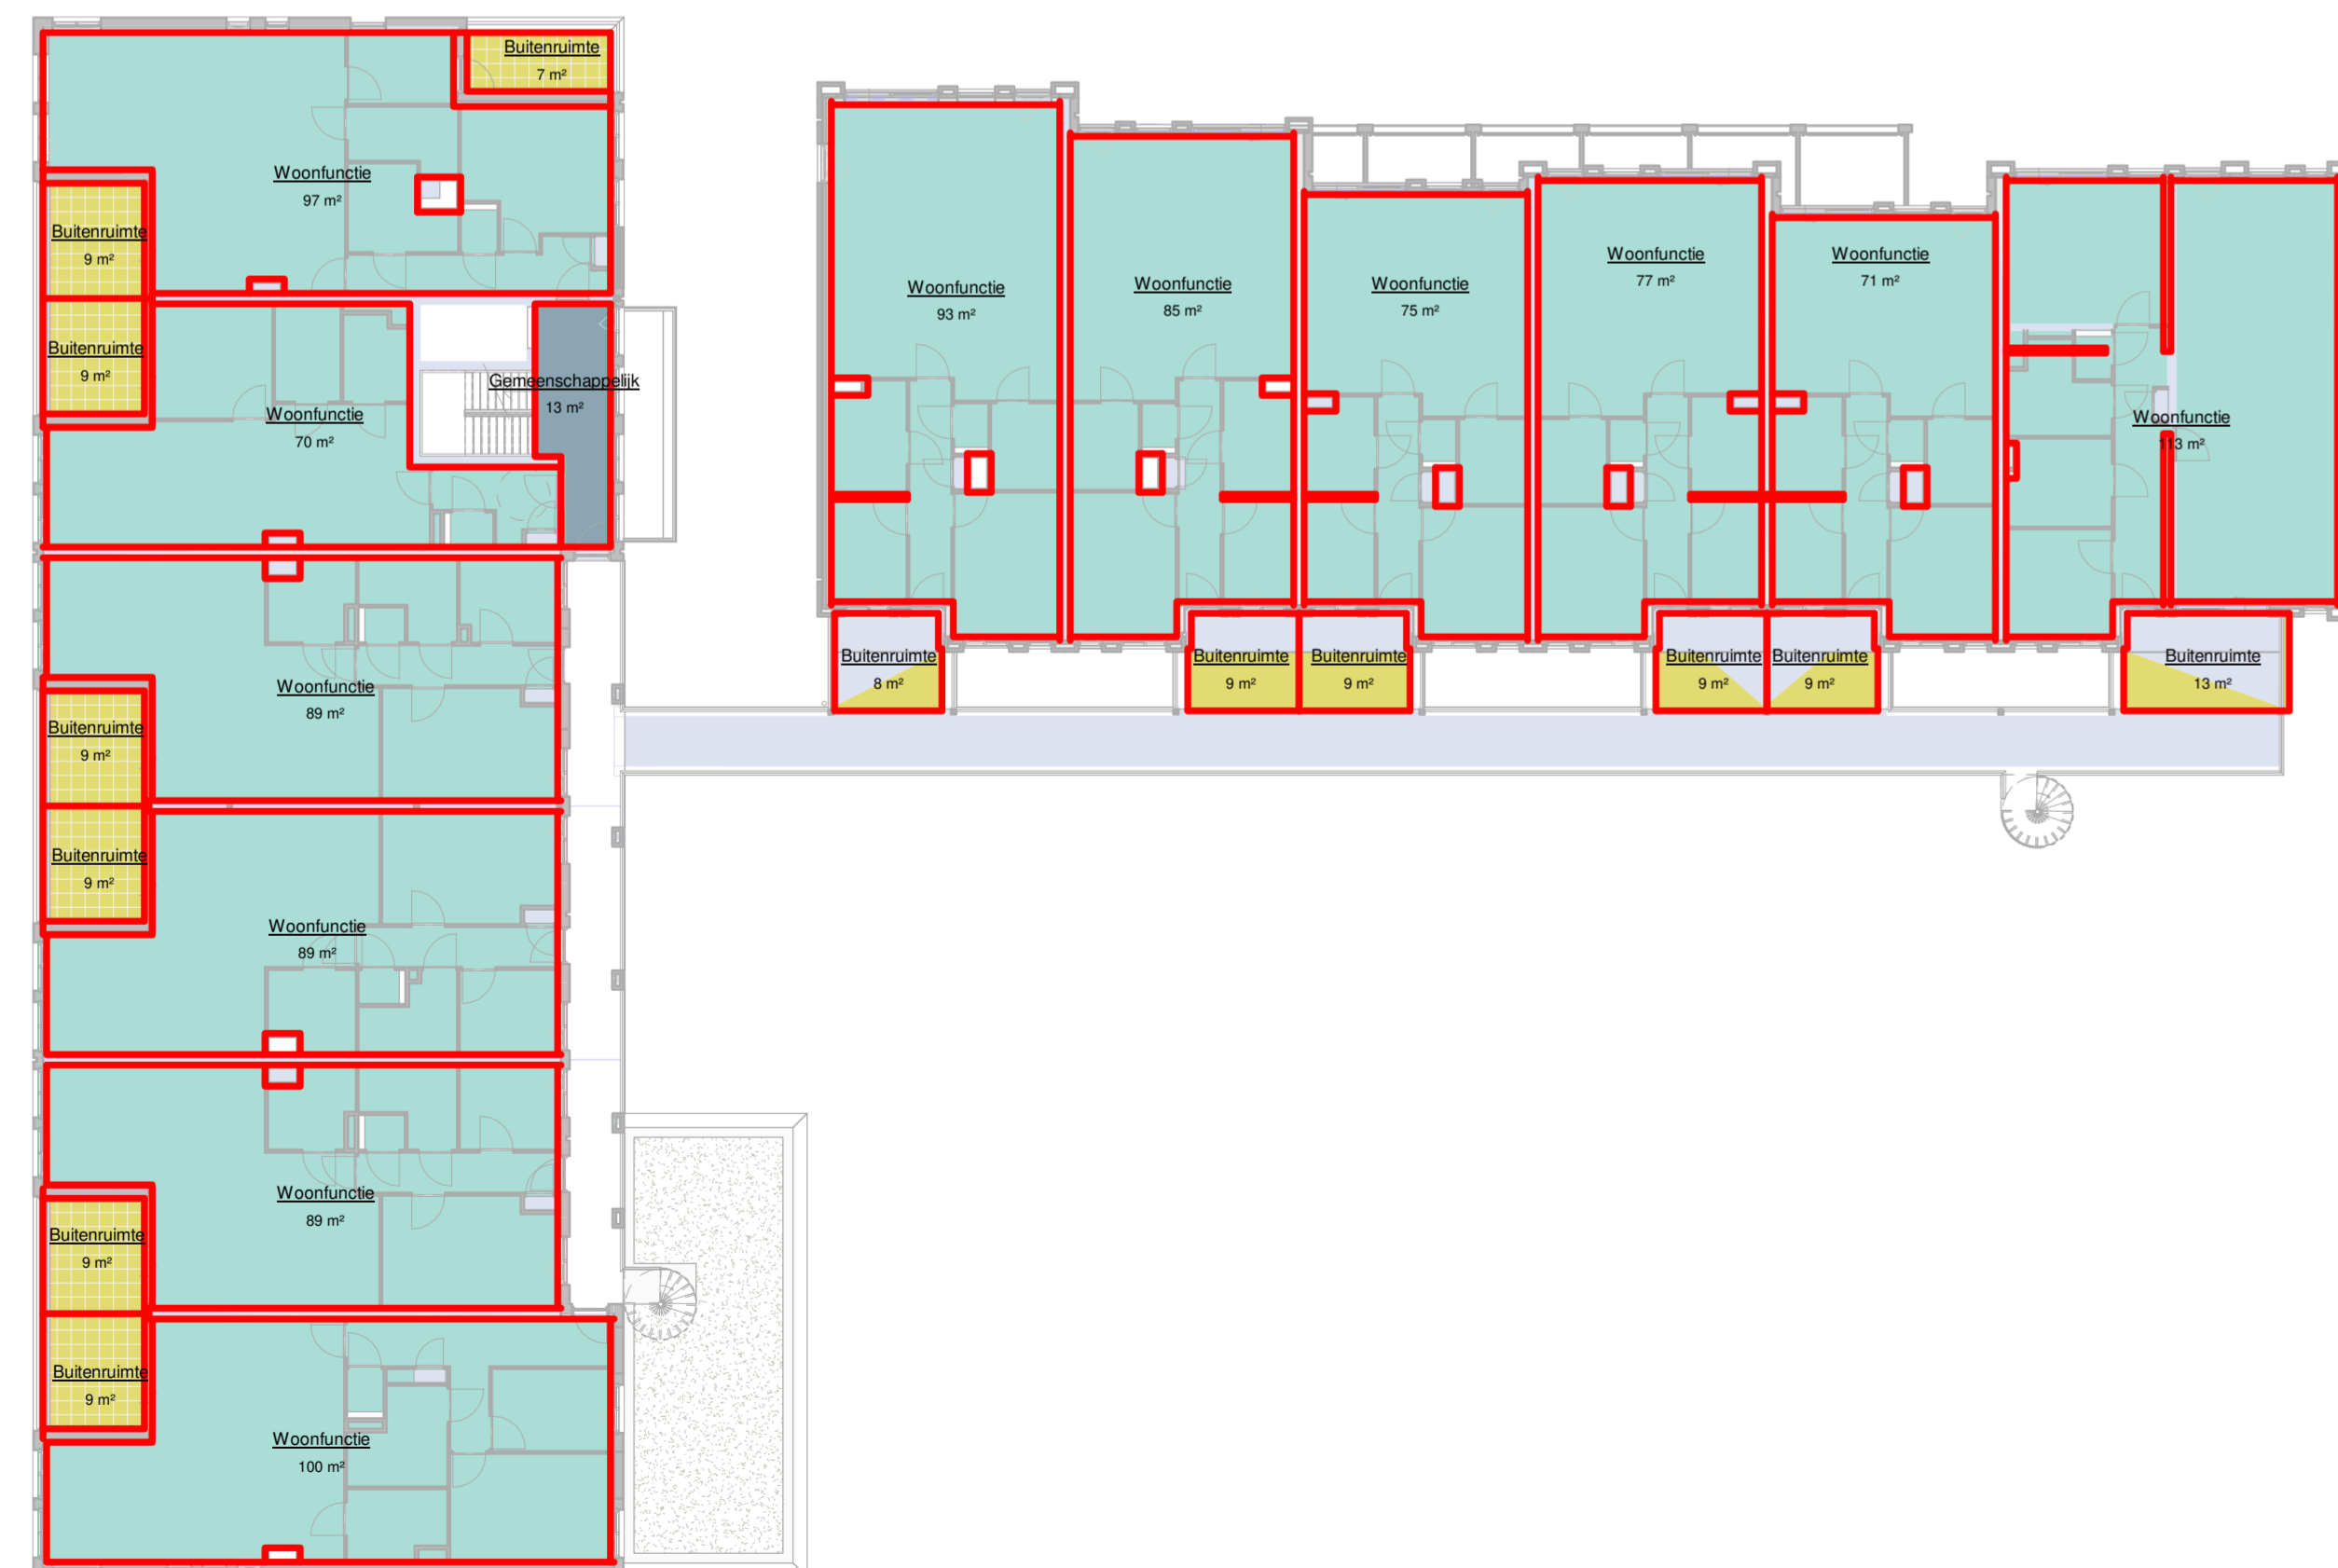 Buitenruimte
7 m²
Woonfunctie
97 m²
Buitenruimte
9 m²
Buitenruimte
9 m²
Gemeenschappelijk
13 m²
Woonfunctie
70 m²
Woonfunctie
89 m²
Buitenruimte
9 m²
Buitenruimte
9 m²
Woonfunctie
89 m²
Woonfunctie
89 m²
Buitenruimte
9 m²
Buitenruimte
9 m²
Woonfunctie
100 m²
Woonfunctie
93 m²
Woonfunctie
85 m²
Woonfunctie
75 m²
Woonfunctie
77 m²
Woonfunctie
71 m²
Woonfunctie
113 m²
Buitenruimte
8 m²
Buitenruimte
9 m²
Buitenruimte
9 m²
Buitenruimte
9 m²
Buitenruimte
9 m²
Buitenruimte
13 m²